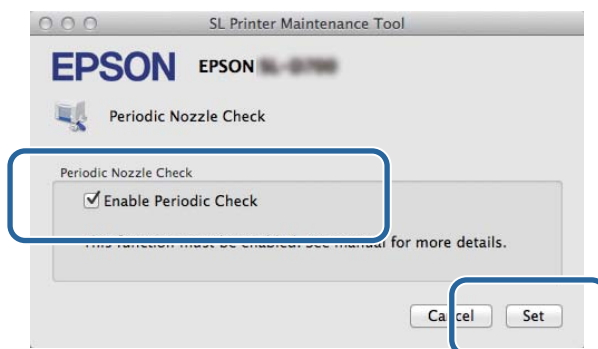 SL Printer Maintenance Tool
EPSON EPSON
Periodic Nozzle Check
Periodic Nozzle Check
Enable Periodic Check
This function must be enabled. See manual for more details.
Cancel Set